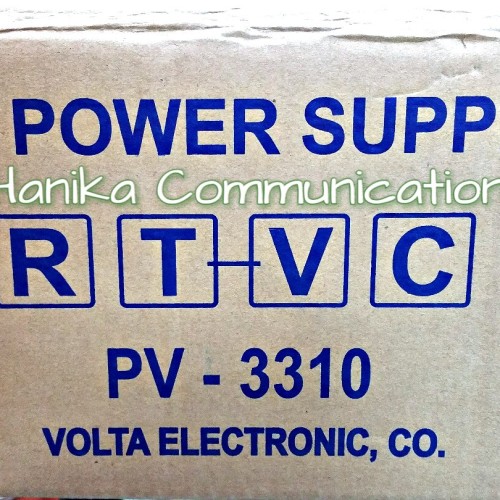 POWER SUPP
Hanika Communication
R T-V C
PV - 3310
VOLTA ELECTRONIC, CO.